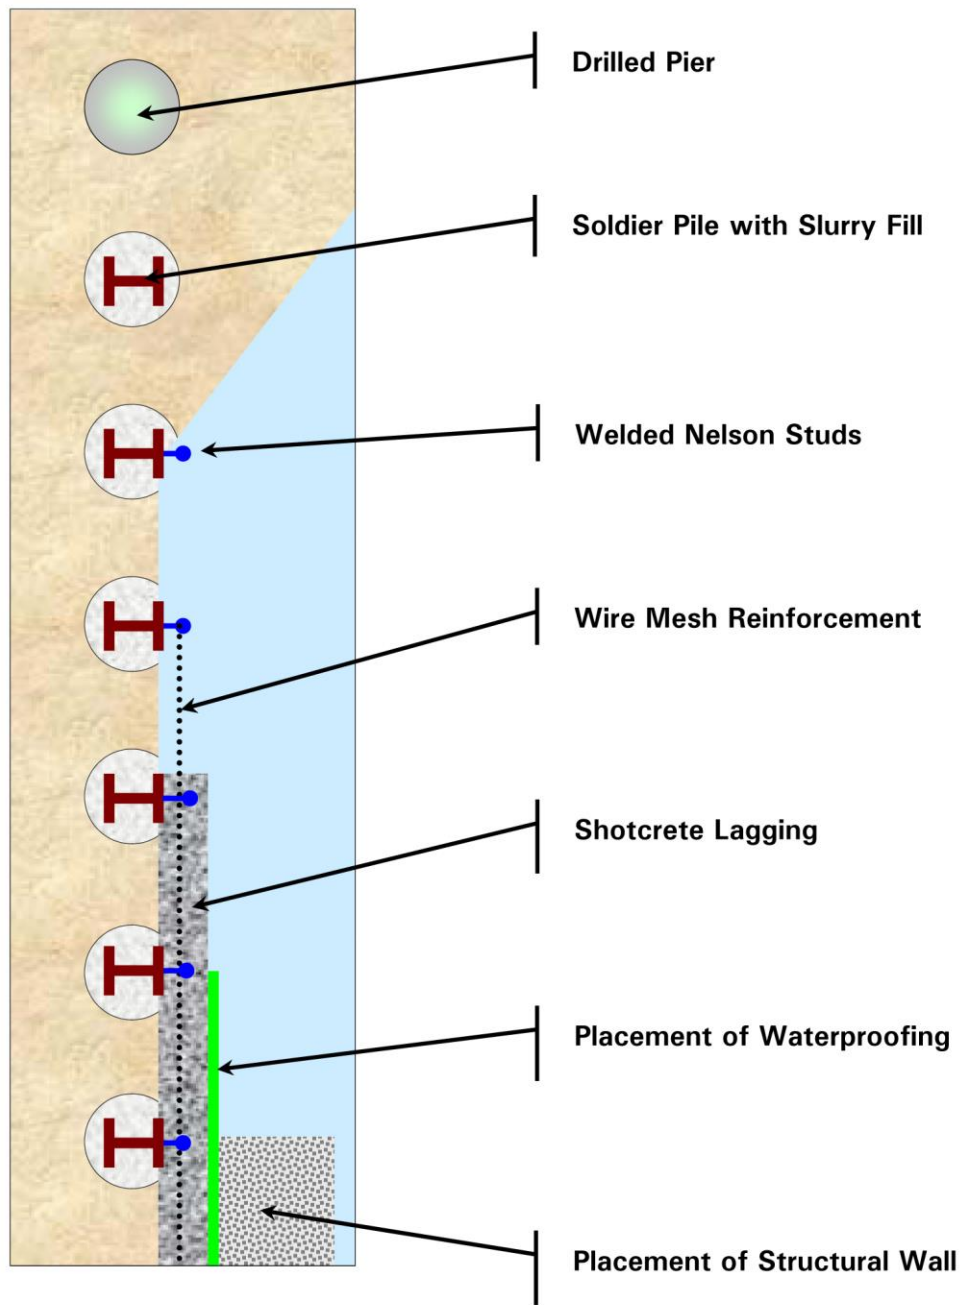 Drilled Pier
Soldier Pile with Slurry Fill
Welded Nelson Studs
Wire Mesh Reinforcement
Shotcrete Lagging
Placement of Waterproofing
Placement of Structural Wall